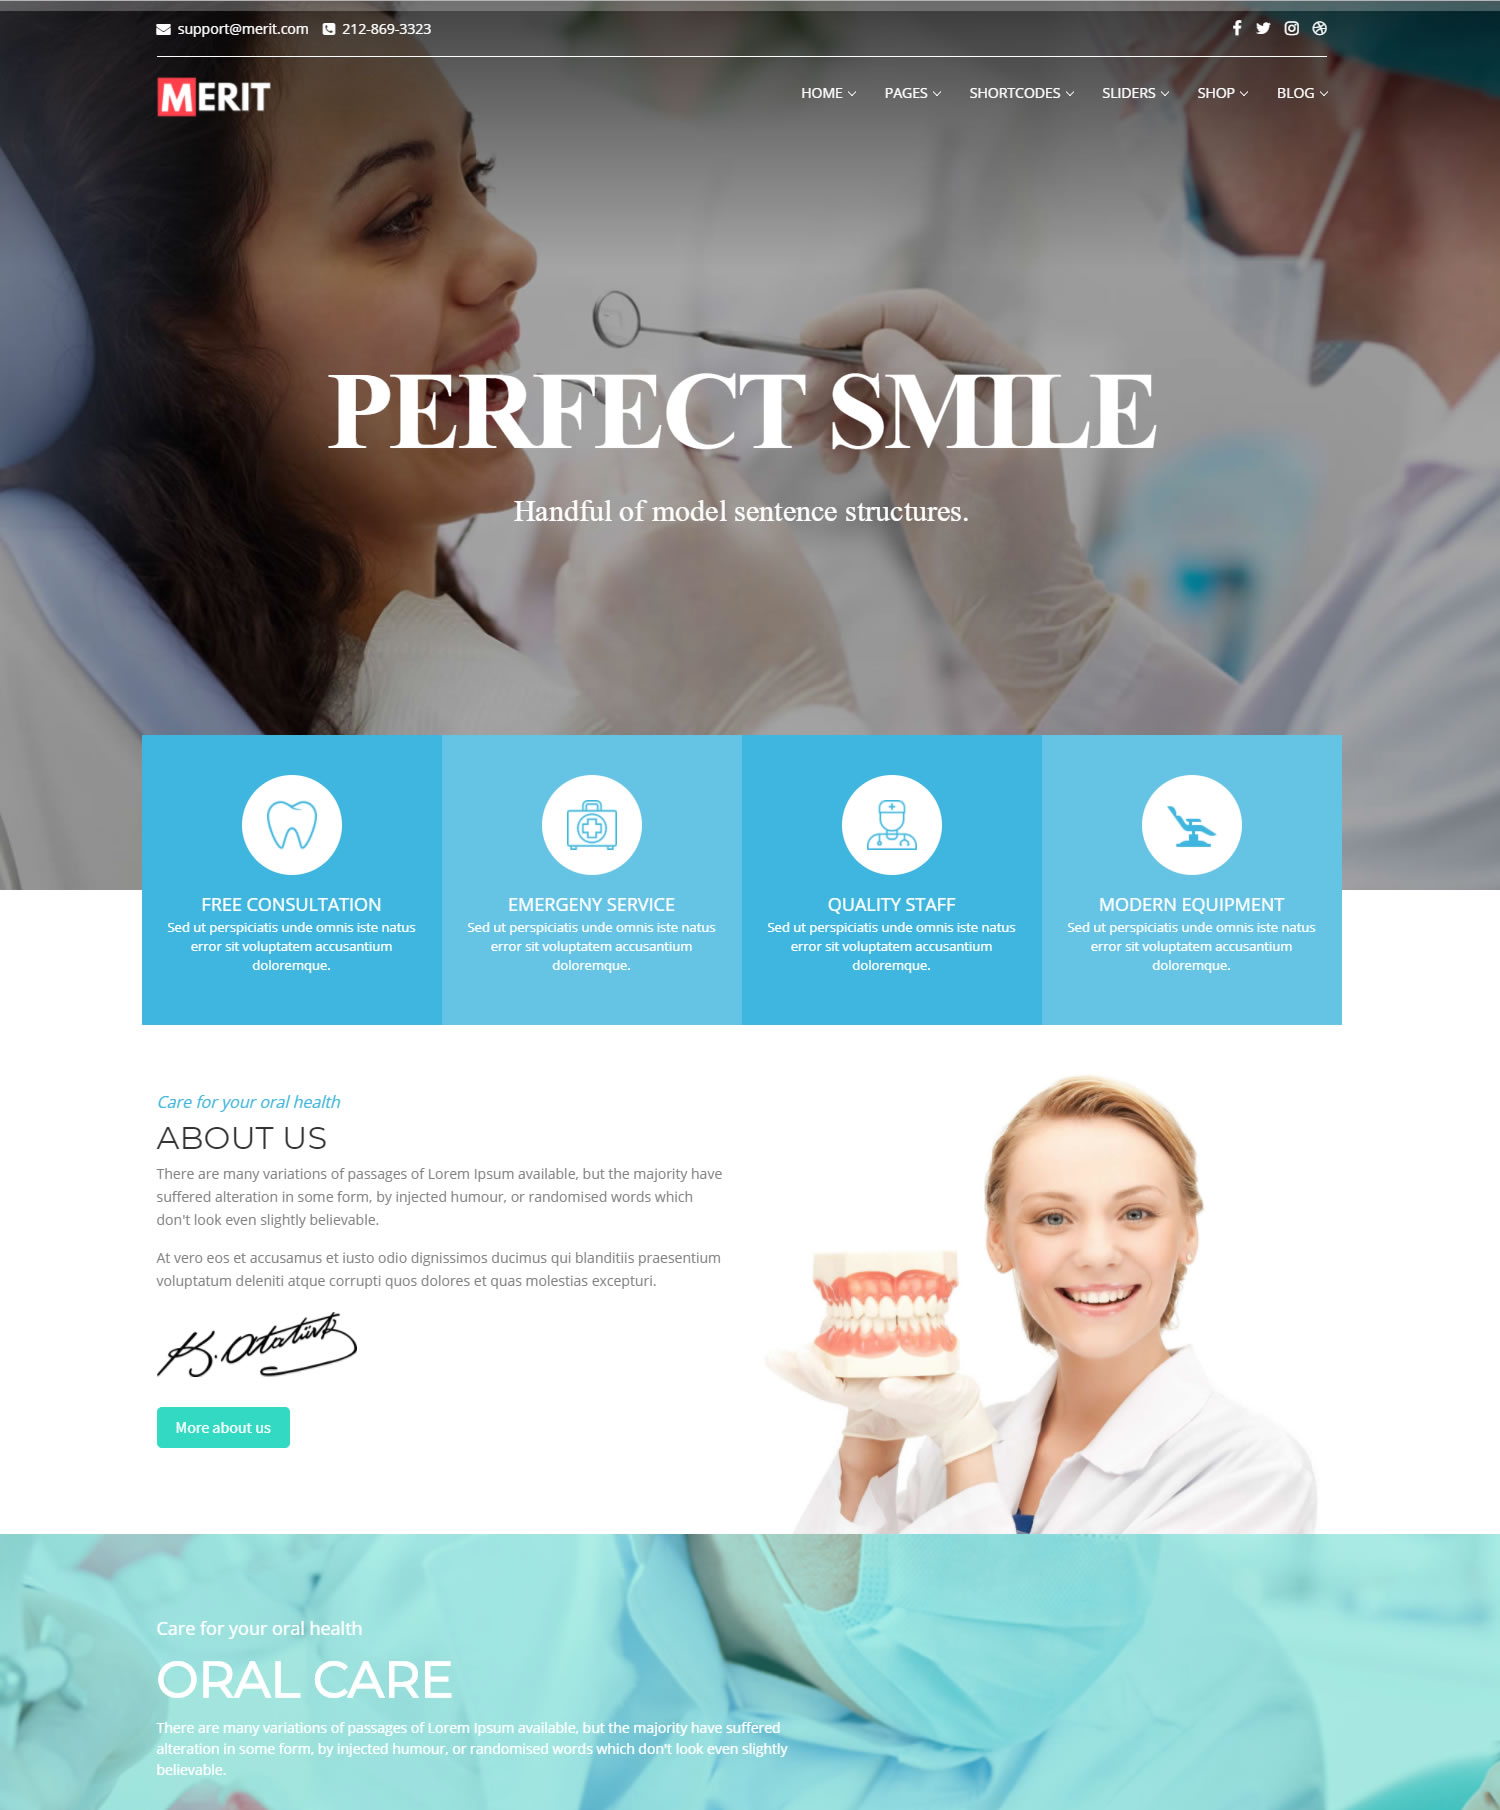 support@merit.com 212-869-3323
MERIT
HOME PAGES SHORTCODES SLIDERS SHOP BLOG
PERFECT SMILE
Handful of model sentence structures.
FREE CONSULTATION
Sed ut perspiciatis unde omnis iste natus
error sit voluptatem accusantium
doloremque.
EMERGENY SERVICE
Sed ut perspiciatis unde omnis iste natus
error sit voluptatem accusantium
doloremque.
QUALITY STAFF
Sed ut perspiciatis unde omnis iste natus
error sit voluptatem accusantium
doloremque.
MODERN EQUIPMENT
Sed ut perspiciatis unde omnis iste natus
error sit voluptatem accusantium
doloremque.
Care for your oral health
ABOUT US
There are many variations of passages of Lorem Ipsum available, but the majority have
suffered alteration in some form, by injected humour, or randomised words which
don't look even slightly believable.
At vero eos et accusamus et iusto odio dignissimos ducimus qui blanditiis praesentium
voluptatum deleniti atque corrupti quos dolores et quas molestias excepturi.
K. Atatürk
More about us
Care for your oral health
ORAL CARE
There are many variations of passages of Lorem Ipsum available, but the majority have suffered
alteration in some form, by injected humour, or randomised words which don't look even slightly
believable.